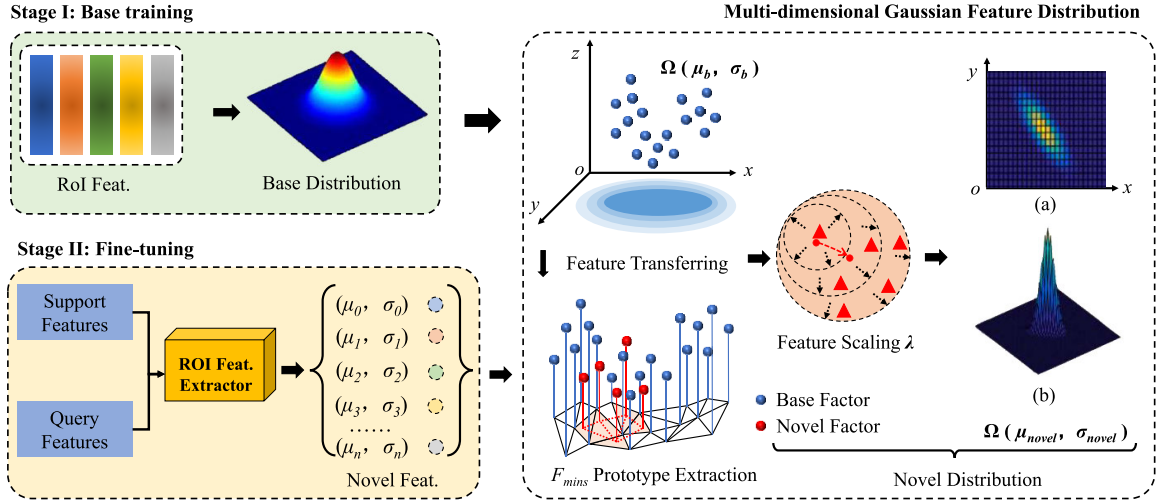 Stage I: Base training
RoI Feat.
Base Distribution
Stage II: Fine-tuning
Support
Features
Query
Features
ROI Feat.
Extractor
(μ0, σ0)
(μ1, σ1)
(μ2, σ2)
(μ3, σ3)
......
(μn, σn)
Novel Feat.
Multi-dimensional Gaussian Feature Distribution
z
Ω ( μb, σb )
o
x
y
Feature Transferring
Fmins Prototype Extraction
Feature Scaling λ
Base Factor
Novel Factor
y
o
x
(a)
(b)
Ω ( μnovel, σnovel )
Novel Distribution